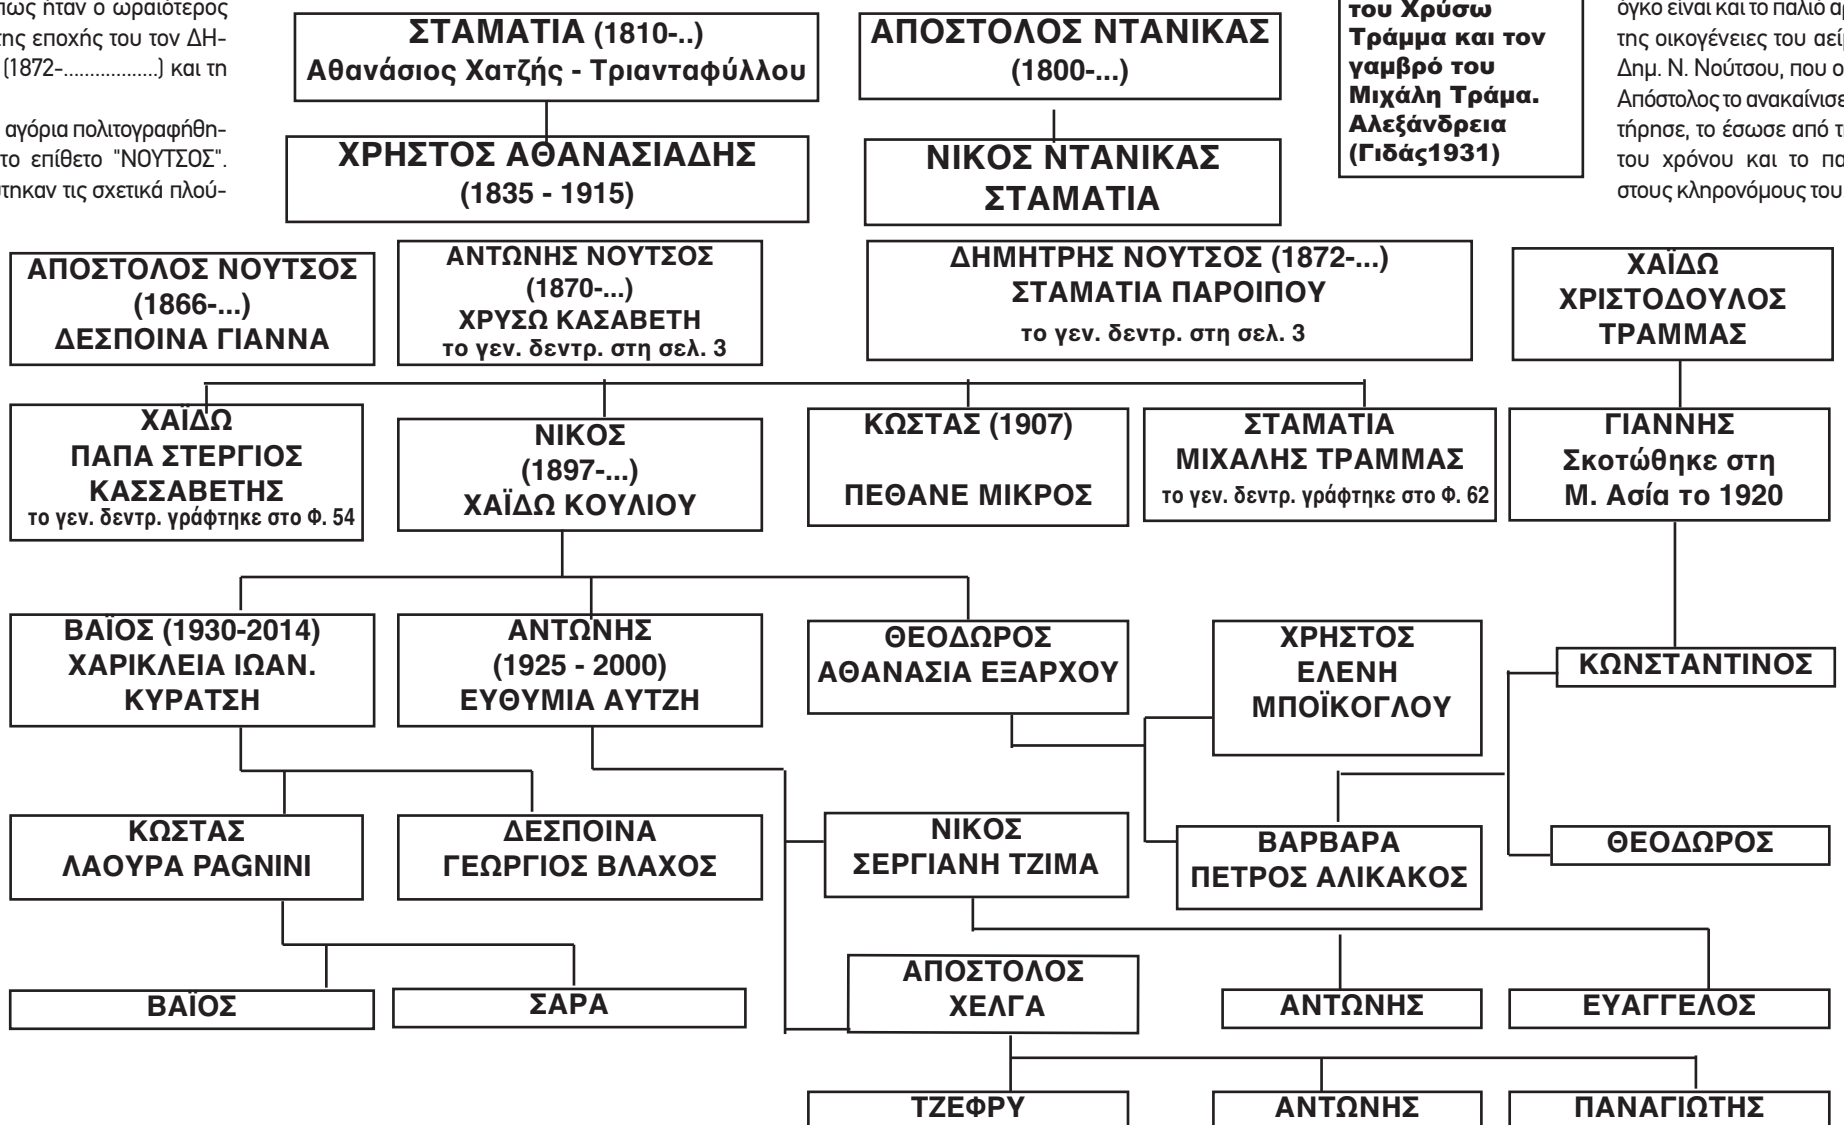 πως ήταν ο ωραιότερος
της εποχής του τον ΔΗ-
(1872-..................) και τη
αγόρια πολιτογραφήθη-
το επίθετο "ΝΟΥΤΣΟΣ".
τις σχετικά πλού-
ΣΤΑΜΑΤΙΑ (1810-..)
Αθανάσιος Χατζής - Τριανταφύλλου
ΧΡΗΣΤΟΣ ΑΘΑΝΑΣΙΑΔΗΣ
(1835 - 1915)
ΑΠΟΣΤΟΛΟΣ ΝΤΑΝΙΚΑΣ
(1800-...)
ΝΙΚΟΣ ΝΤΑΝΙΚΑΣ
ΣΤΑΜΑΤΙΑ
του Χρύσω
Τράμμα και τον
γαμβρό του
Μιχάλη Τράμα.
Αλεξάνδρεια
(Γιδάς1931)
όγκο είναι και το παλιό
της οικογένειες του
Δημ. Ν. Νούτσου, που
Απόστολος το ανακαίνισε
τήρησε, το έσωσε από
του χρόνου και το
στους κληρονόμους του
ΑΠΟΣΤΟΛΟΣ ΝΟΥΤΣΟΣ
(1866-...)
ΔΕΣΠΟΙΝΑ ΓΙΑΝΝΑ
ΑΝΤΩΝΗΣ ΝΟΥΤΣΟΣ
(1870-...)
ΧΡΥΣΩ ΚΑΣΑΒΕΤΗ
το γεν. δεντρ. στη σελ. 3
ΔΗΜΗΤΡΗΣ ΝΟΥΤΣΟΣ (1872-...)
ΣΤΑΜΑΤΙΑ ΠΑΡΟΙΠΟΥ
το γεν. δεντρ. στη σελ. 3
ΧΑΪΔΩ
ΧΡΙΣΤΟΔΟΥΛΟΣ
ΤΡΑΜΜΑΣ
ΧΑΪΔΩ
ΠΑΠΑ ΣΤΕΡΓΙΟΣ
ΚΑΣΣΑΒΕΤΗΣ
το γεν. δεντρ. γράφτηκε στο Φ. 54
ΝΙΚΟΣ
(1897-...)
ΧΑΪΔΩ ΚΟΥΛΙΟΥ
ΚΩΣΤΑΣ (1907)
ΠΕΘΑΝΕ ΜΙΚΡΟΣ
ΣΤΑΜΑΤΙΑ
ΜΙΧΑΛΗΣ ΤΡΑΜΜΑΣ
το γεν. δεντρ. γράφτηκε στο Φ. 62
ΓΙΑΝΝΗΣ
Σκοτώθηκε στη
Μ. Ασία το 1920
ΒΑΪΟΣ (1930-2014)
ΧΑΡΙΚΛΕΙΑ ΙΩΑΝ.
ΚΥΡΑΤΣΗ
ΑΝΤΩΝΗΣ
(1925 - 2000)
ΕΥΘΥΜΙΑ ΑΥΤΖΗ
ΘΕΟΔΩΡΟΣ
ΑΘΑΝΑΣΙΑ ΕΞΑΡΧΟΥ
ΧΡΗΣΤΟΣ
ΕΛΕΝΗ
ΜΠΟΪΚΟΓΛΟΥ
ΚΩΝΣΤΑΝΤΙΝΟΣ
ΚΩΣΤΑΣ
ΛΑΟΥΡΑ PAGNINI
ΔΕΣΠΟΙΝΑ
ΓΕΩΡΓΙΟΣ ΒΛΑΧΟΣ
ΝΙΚΟΣ
ΣΕΡΓΙΑΝΗ ΤΖΙΜΑ
ΒΑΡΒΑΡΑ
ΠΕΤΡΟΣ ΑΛΙΚΑΚΟΣ
ΘΕΟΔΩΡΟΣ
ΒΑΪΟΣ
ΣΑΡΑ
ΑΠΟΣΤΟΛΟΣ
ΧΕΛΓΑ
ΑΝΤΩΝΗΣ
ΕΥΑΓΓΕΛΟΣ
ΤΖΕΦΡΥ
ΑΝΤΩΝΗΣ
ΠΑΝΑΓΙΩΤΗΣ